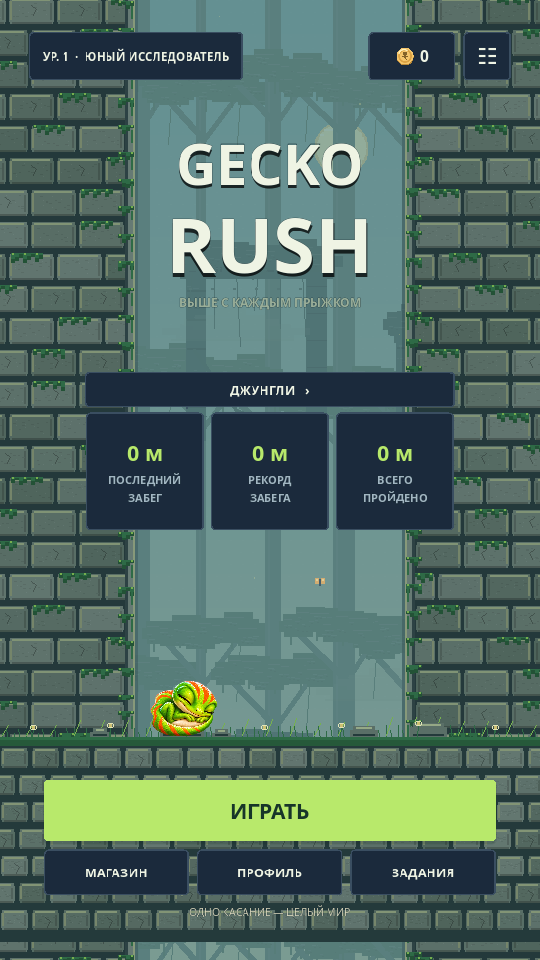 УР. 1 · ЮНЫЙ ИССЛЕДОВАТЕЛЬ
0
GECKO
RUSH
ВЫШЕ С КАЖДЫМ ПРЫЖКОМ
ДЖУНГЛИ ›
0 м
ПОСЛЕДНИЙ
ЗАБЕГ
0 м
РЕКОРД
ЗАБЕГА
0 м
ВСЕГО
ПРОЙДЕНО
ИГРАТЬ
МАГАЗИН
ПРОФИЛЬ
ЗАДАНИЯ
ОДНО КАСАНИЕ — ЦЕЛЫЙ МИР